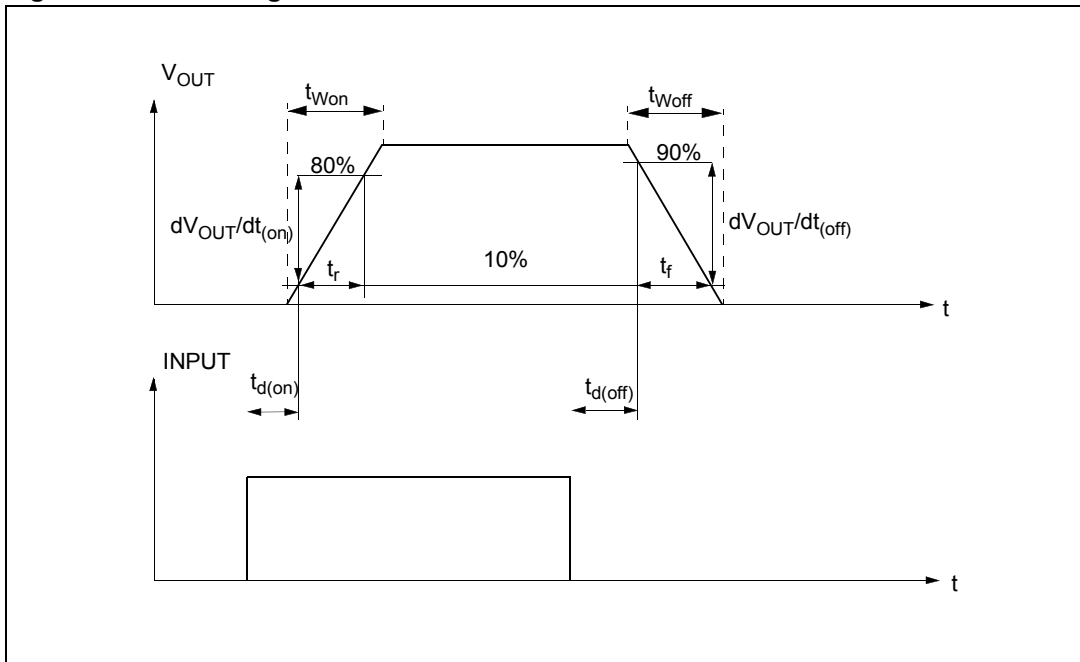 V_OUT
t_Won
t_Woff
80%
90%
dV_OUT/dt_(on)
dV_OUT/dt_(off)
t_r
10%
t_f
t
INPUT
t_d(on)
t_d(off)
t